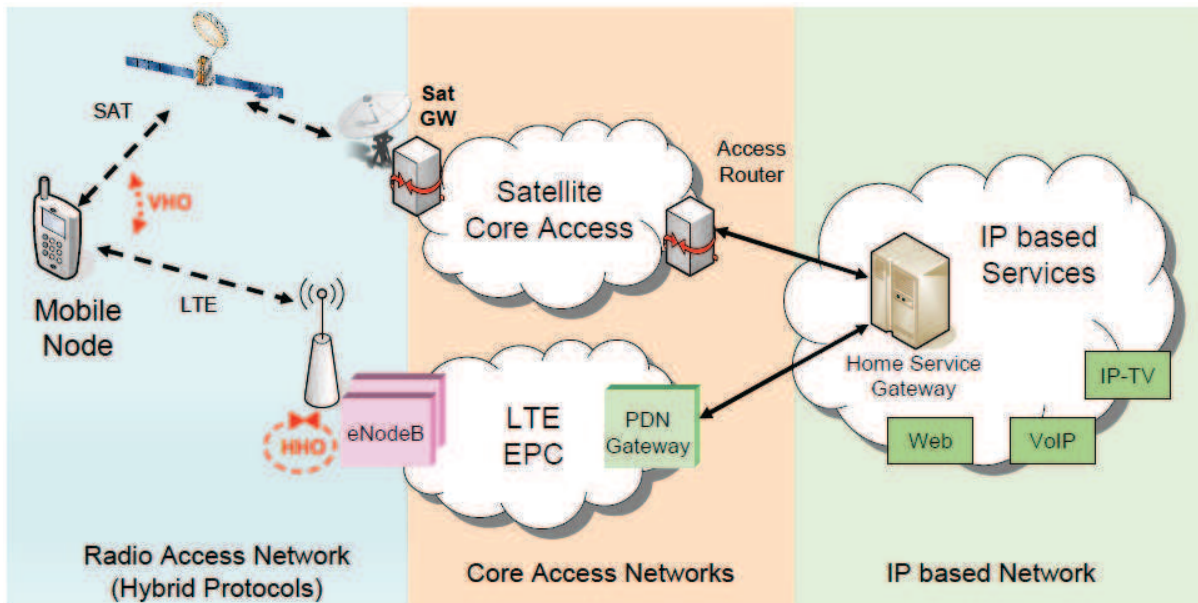 SAT
VHO
Mobile
Node
LTE
HHO
eNodeB
Radio Access Network
(Hybrid Protocols)
Sat
GW
Satellite
Core Access
Access
Router
LTE
EPC
PDN
Gateway
Core Access Networks
IP based
Services
Home Service
Gateway
IP-TV
Web
VoIP
IP based Network